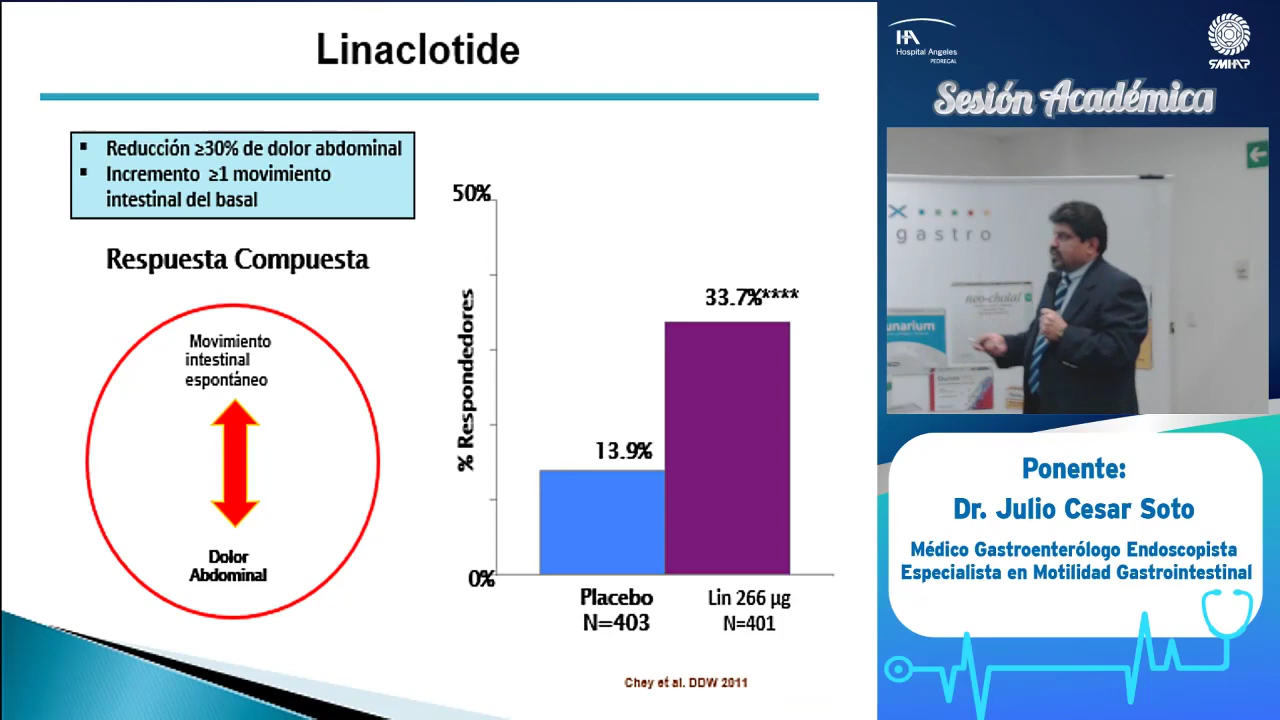 Linaclotide
▪ Reducción ≥30% de dolor abdominal
▪ Incremento ≥1 movimiento
intestinal del basal
Respuesta Compuesta
Movimiento
intestinal
espontáneo
Dolor
Abdominal
50%
% Respondedores
33.7%****
13.9%
0%
Placebo
N=403
Lin 266 µg
N=401
Chey et al. DDW 2011
HA
Hospital Angeles
PEDREGAL
SMHAP
Sesión Académica
gastro
neo-cholal
unarium
Ponente:
Dr. Julio Cesar Soto
Médico Gastroenterólogo Endoscopista
Especialista en Motilidad Gastrointestinal